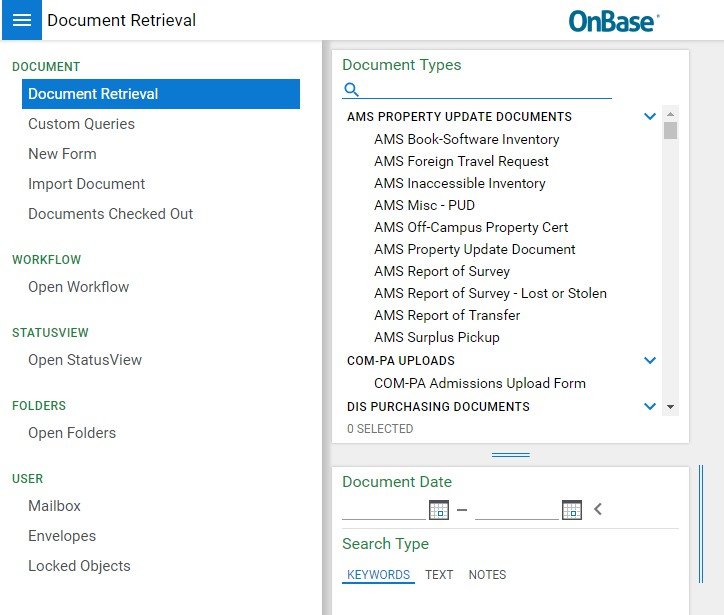 Document Retrieval
OnBase®
DOCUMENT
Document Retrieval
Custom Queries
New Form
Import Document
Documents Checked Out
WORKFLOW
Open Workflow
STATUSVIEW
Open StatusView
FOLDERS
Open Folders
USER
Mailbox
Envelopes
Locked Objects
Document Types
AMS PROPERTY UPDATE DOCUMENTS
AMS Book-Software Inventory
AMS Foreign Travel Request
AMS Inaccessible Inventory
AMS Misc - PUD
AMS Off-Campus Property Cert
AMS Property Update Document
AMS Report of Survey
AMS Report of Survey - Lost or Stolen
AMS Report of Transfer
AMS Surplus Pickup
COM-PA UPLOADS
COM-PA Admissions Upload Form
DIS PURCHASING DOCUMENTS
0 SELECTED
Document Date
–
Search Type
KEYWORDS TEXT NOTES